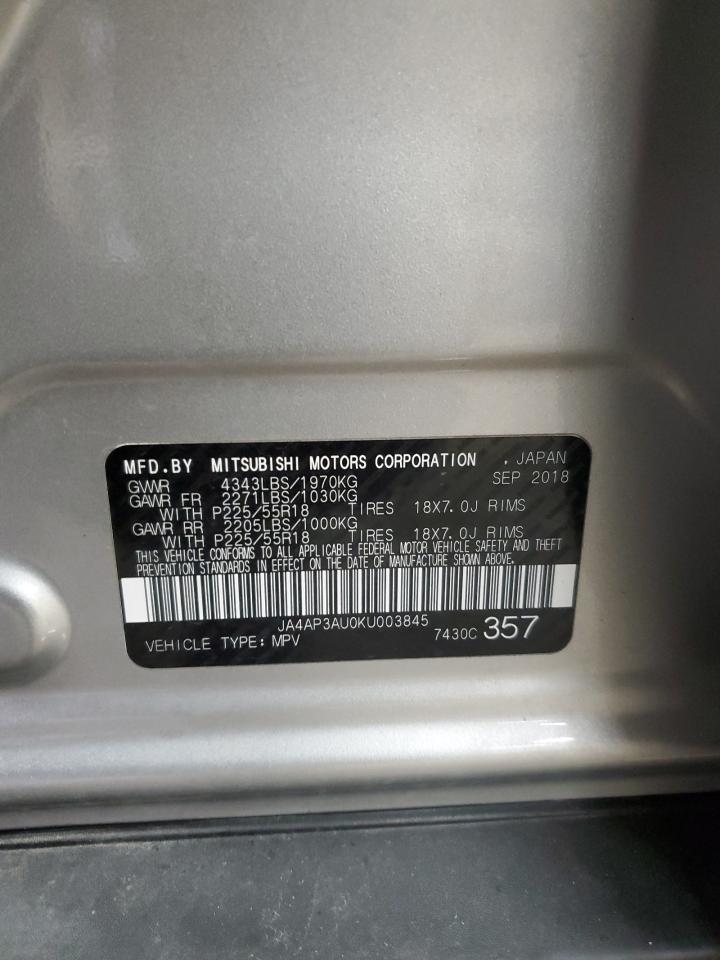 MFD.BY MITSUBISHI MOTORS CORPORATION , JAPAN
GVWR 4343LBS/1970KG SEP 2018
GAWR FR 2271LBS/1030KG
WITH P225/55R18 TIRES 18X7.0J RIMS
GAWR RR 2205LBS/1000KG
WITH P225/55R18 TIRES 18X7.0J RIMS
THIS VEHICLE CONFORMS TO ALL APPLICABLE FEDERAL MOTOR VEHICLE SAFETY AND THEFT
PREVENTION STANDARDS IN EFFECT ON THE DATE OF MANUFACTURE SHOWN ABOVE.
JA4AP3AU0KU003845
VEHICLE TYPE: MPV 7430C 357